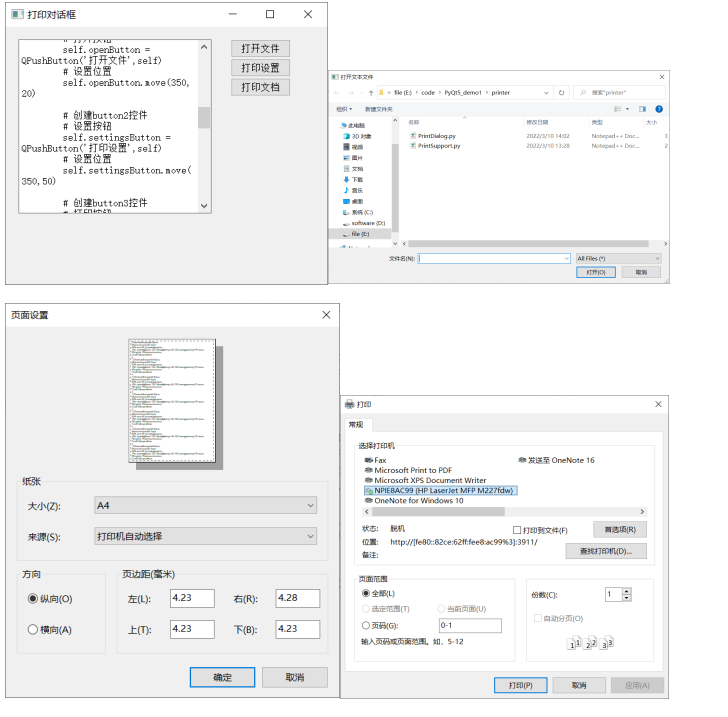 打印对话框
self.openButton =
QPushButton('打开文件',self)
# 设置位置
self.openButton.move(350,
20)
# 创建button2控件
# 设置按钮
self.settingsButton =
QPushButton('打印设置',self)
# 设置位置
self.settingsButton.move(
350,50)
# 创建button3控件
# 打印按钮
打开文件
打印设置
打印文档
打开文本文件
« file (E:) › code › PyQt5_demo1 › printer
搜索"printer"
组织
新建文件夹
此电脑
3D 对象
视频
图片
文档
下载
音乐
桌面
系统 (C:)
software (D:)
file (E:)
名称 修改日期 类型 大小
PrintDialog.py 2022/3/10 14:02 Notepad++ Doc... 3
PrintSupport.py 2022/3/10 13:28 Notepad++ Doc... 2
文件名(N):
All Files (*)
打开(O)
取消
页面设置
纸张
大小(Z): A4
来源(S): 打印机自动选择
方向
纵向(O)
横向(A)
页边距(毫米)
左(L): 4.23 右(R): 4.28
上(T): 4.23 下(B): 4.23
确定 取消
打印
常规
选择打印机
Fax
Microsoft Print to PDF
Microsoft XPS Document Writer
NPIEBAC99 (HP LaserJet MFP M227fdw)
OneNote for Windows 10
发送至 OneNote 16
状态: 脱机
位置: http://[fe80::82ce:62ff:fee8:ac99%3]:3911/
备注:
打印到文件(F)
首选项(R)
查找打印机(D)...
页面范围
全部(L)
选定范围(T) 当前页面(U)
页码(G): 0-1
输入页码或页面范围。如，5-12
份数(C): 1
自动分页(O)
11 22 33
打印(P) 取消 应用(A)